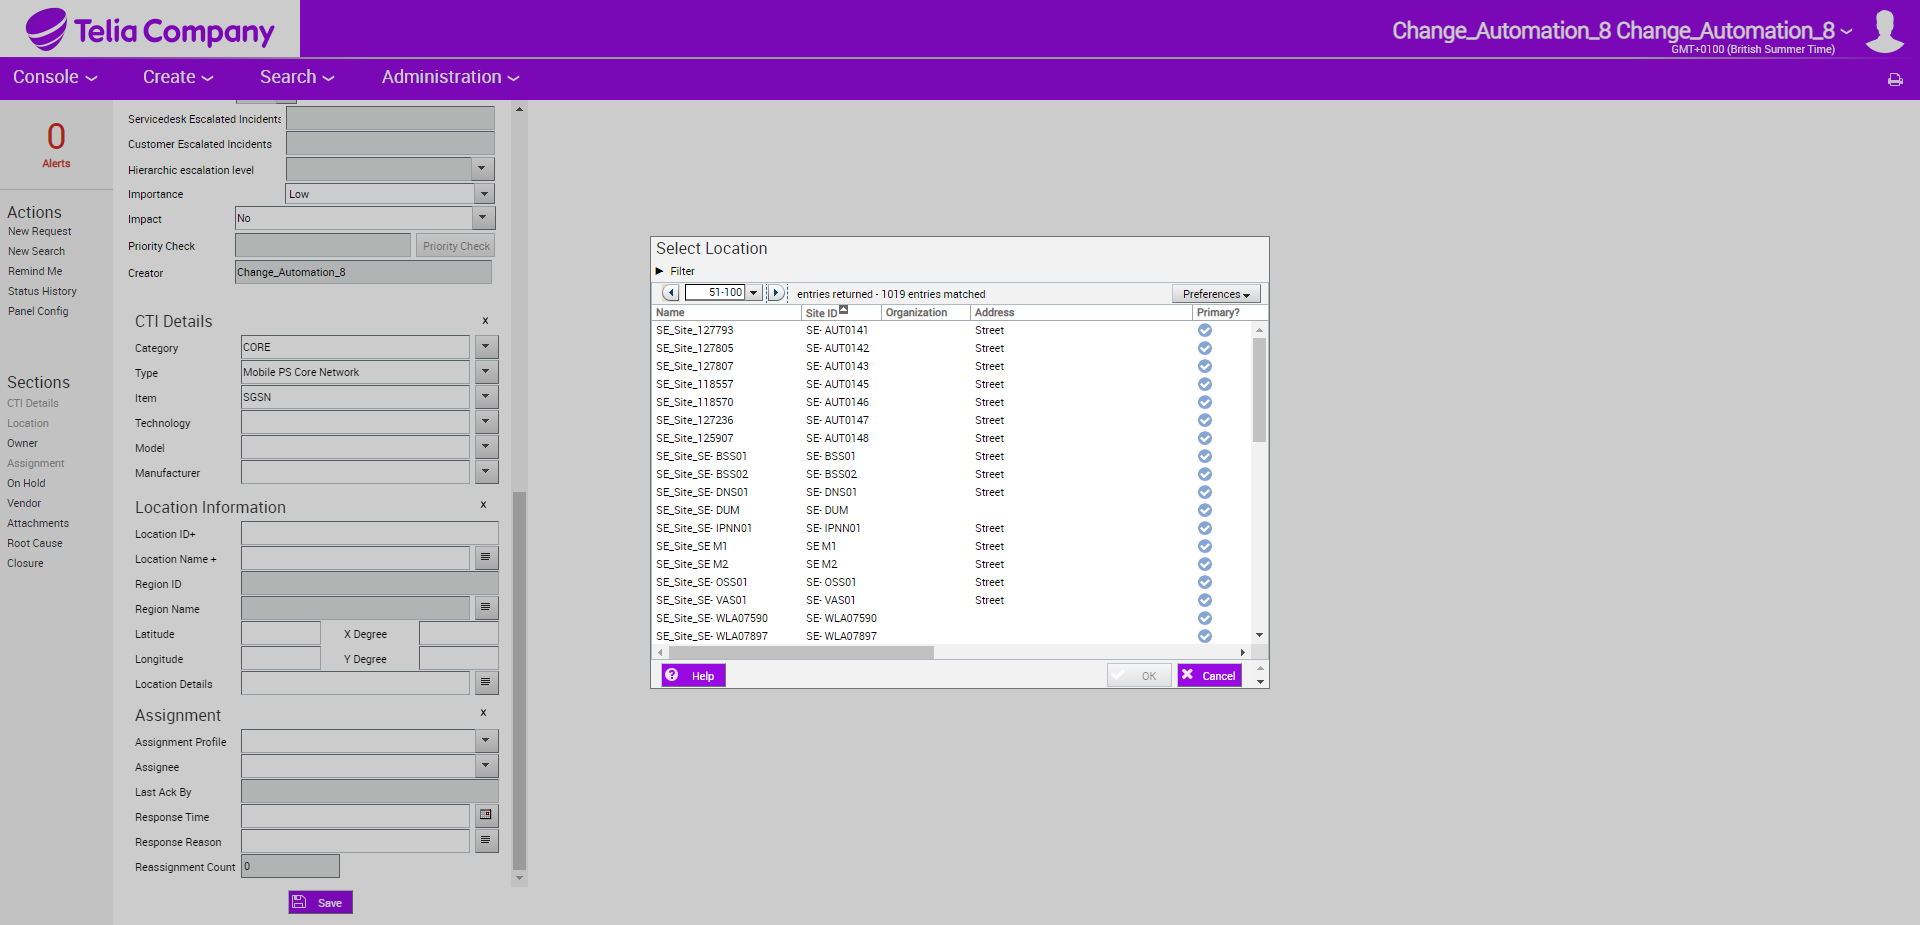 Telia Company
Change_Automation_8 Change_Automation_8
GMT+0100 (British Summer Time)
Console Create Search Administration
0
Alerts
Actions
New Request
New Search
Remind Me
Status History
Panel Config
Sections
CTI Details
Location
Owner
Assignment
On Hold
Vendor
Attachments
Root Cause
Closure
Servicedesk Escalated Incidents
Customer Escalated Incidents
Hierarchic escalation level
Importance Low
Impact No
Priority Check Priority Check
Creator Change_Automation_8
CTI Details x
Category CORE
Type Mobile PS Core Network
Item SGSN
Technology
Model
Manufacturer
Location Information x
Location ID+
Location Name +
Region ID
Region Name
Latitude X Degree
Longitude Y Degree
Location Details
Assignment x
Assignment Profile
Assignee
Last Ack By
Response Time
Response Reason
Reassignment Count 0
Save
Select Location
Filter
51-100 entries returned - 1019 entries matched Preferences
Name Site ID Organization Address Primary?
SE_Site_127793 SE- AUT0141 Street
SE_Site_127805 SE- AUT0142 Street
SE_Site_127807 SE- AUT0143 Street
SE_Site_118557 SE- AUT0145 Street
SE_Site_118570 SE- AUT0146 Street
SE_Site_127236 SE- AUT0147 Street
SE_Site_125907 SE- AUT0148 Street
SE_Site_SE- BSS01 SE- BSS01 Street
SE_Site_SE- BSS02 SE- BSS02 Street
SE_Site_SE- DNS01 SE- DNS01 Street
SE_Site_SE- DUM SE- DUM
SE_Site_SE- IPNN01 SE- IPNN01 Street
SE_Site_SE M1 SE M1 Street
SE_Site_SE M2 SE M2 Street
SE_Site_SE- OSS01 SE- OSS01 Street
SE_Site_SE- VAS01 SE- VAS01 Street
SE_Site_SE- WLA07590 SE- WLA07590
SE_Site_SE- WLA07897 SE- WLA07897
Help OK Cancel